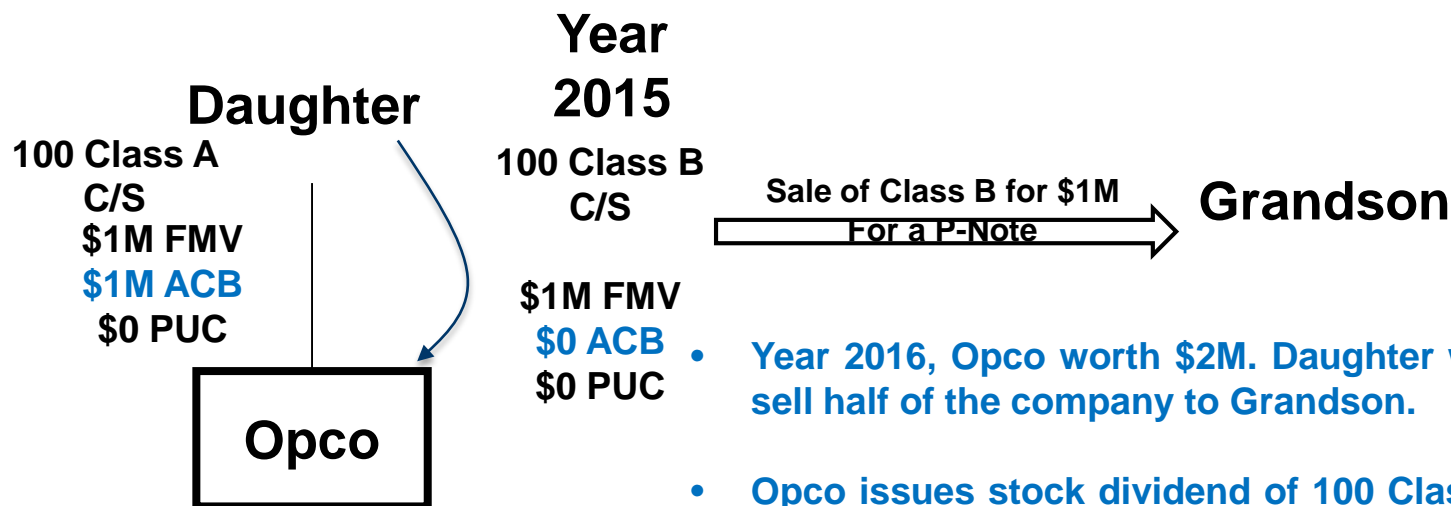 Year
2015
Daughter
100 Class A
C/S
$1M FMV
$1M ACB
$0 PUC
Opco
100 Class B
C/S
$1M FMV
$0 ACB
$0 PUC
Sale of Class B for $1M
For a P-Note
Grandson
• Year 2016, Opco worth $2M. Daughter
sell half of the company to Grandson.
• Opco issues stock dividend of 100